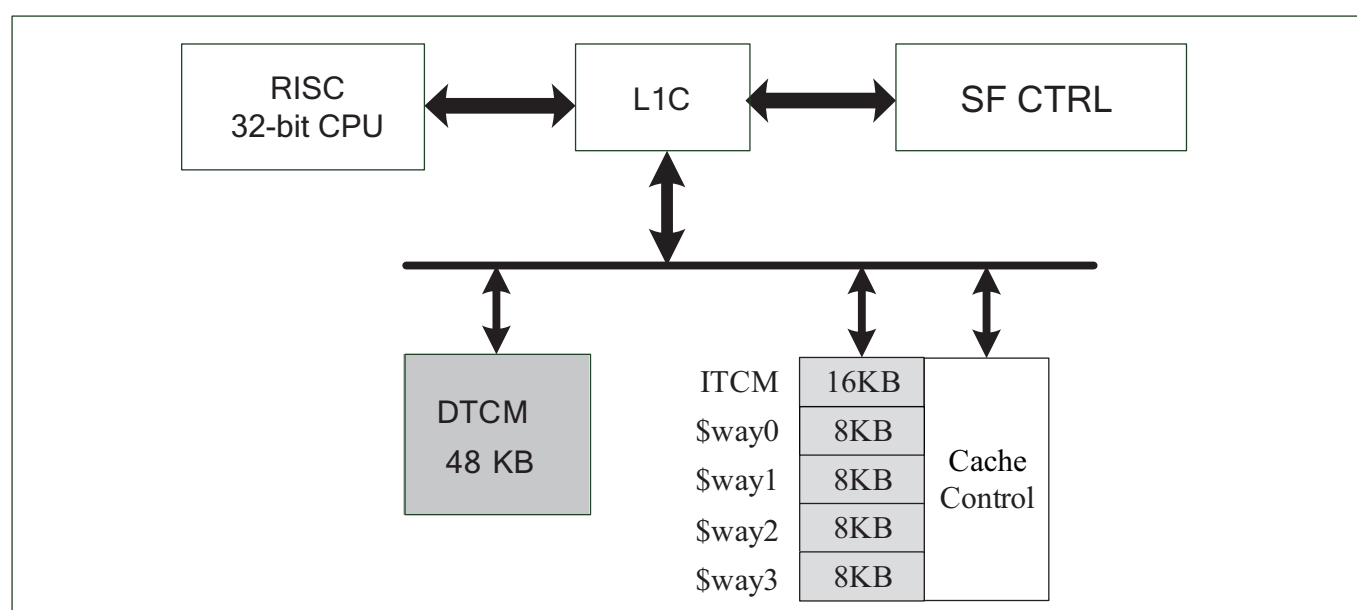 RISC
32-bit CPU
L1C
SF CTRL
DTCM
48 KB
ITCM 16KB
$way0 8KB
$way1 8KB
$way2 8KB
$way3 8KB
Cache
Control